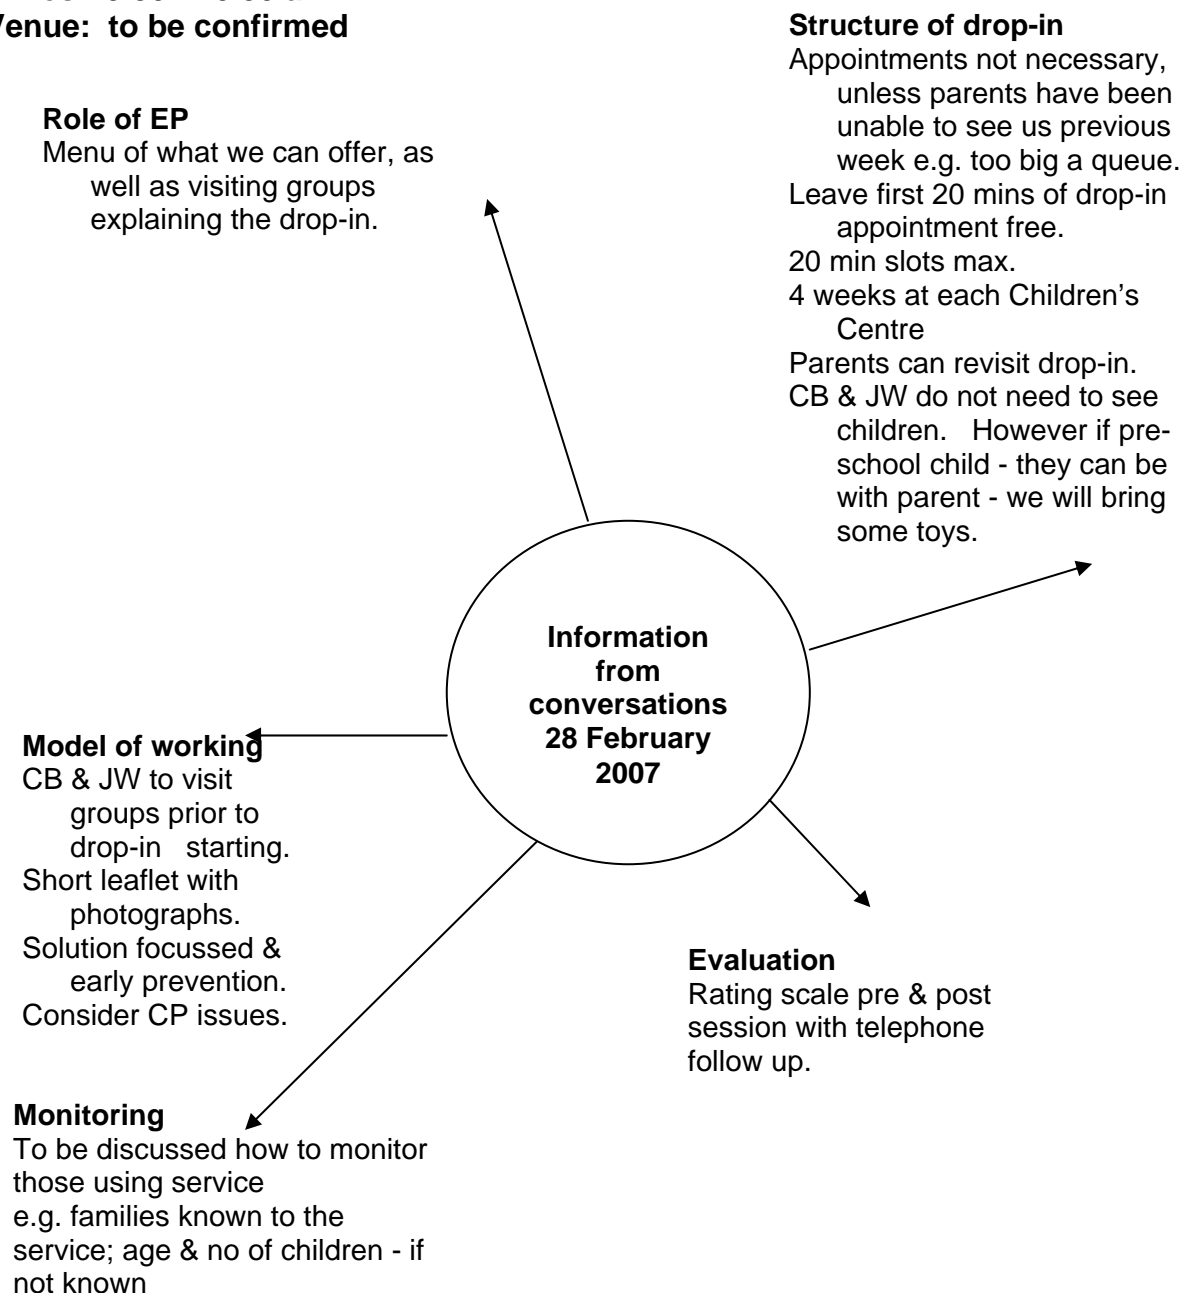 Venue: to be confirmed
Role of EP
Menu of what we can offer, as
well as visiting groups
explaining the drop-in.
Structure of drop-in
Appointments not necessary,
unless parents have been
unable to see us previous
week e.g. too big a queue.
Leave first 20 mins of drop-in
appointment free.
20 min slots max.
4 weeks at each Children’s
Centre
Parents can revisit drop-in.
CB & JW do not need to see
children. However if pre-
school child - they can be
with parent - we will bring
some toys.
Information
from
conversations
28 February
2007
Model of working
CB & JW to visit
groups prior to
drop-in starting.
Short leaflet with
photographs.
Solution focussed &
early prevention.
Consider CP issues.
Evaluation
Rating scale pre & post
session with telephone
follow up.
Monitoring
To be discussed how to monitor
those using service
e.g. families known to the
service; age & no of children - if
not known